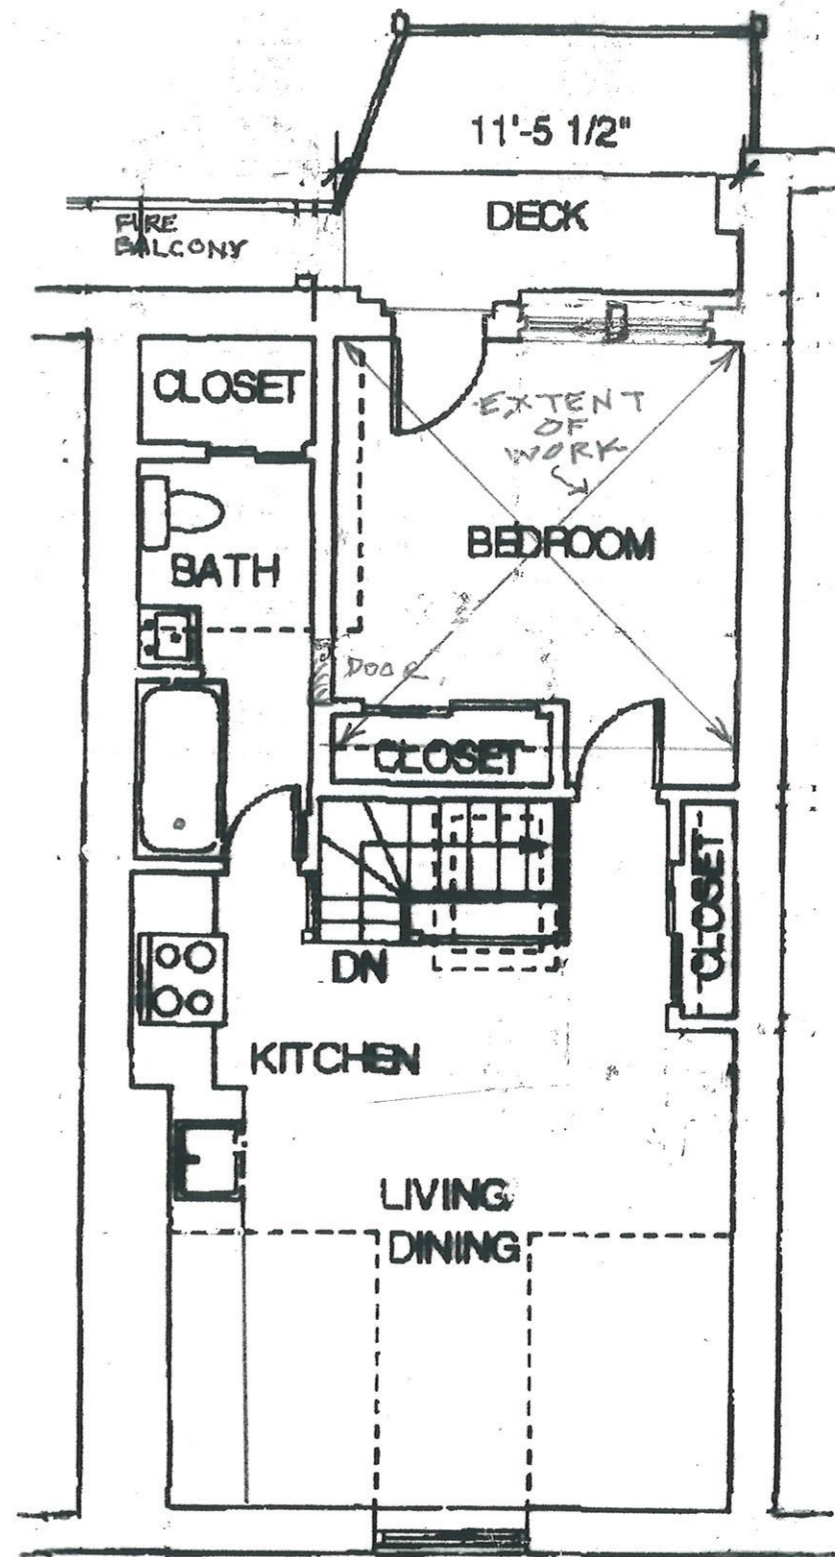 11'-5 1/2"
DECK
FIRE
BALCONY
CLOSET
EXTENT
OF
WORK
BEDROOM
BATH
DOOR
CLOSET
CLOSET
DN
KITCHEN
LIVING
DINING